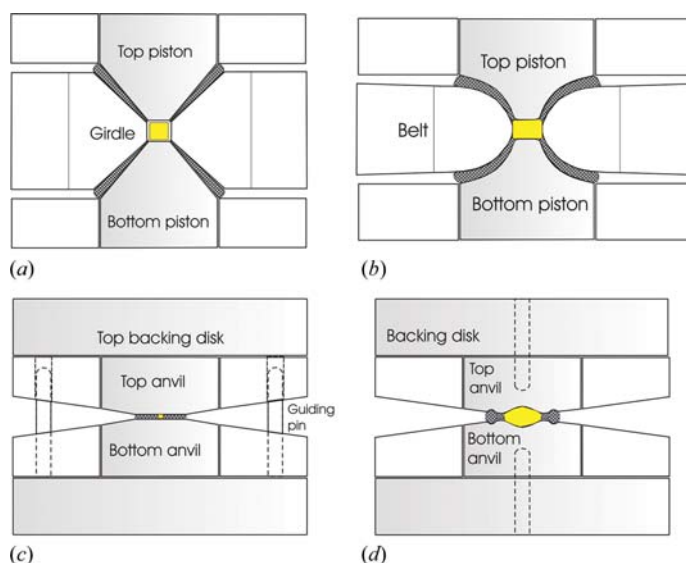 Top piston
Girdle
Bottom piston
(a)
Top piston
Belt
Bottom piston
(b)
Top backing disk
Top anvil
Guiding
pin
Bottom anvil
(c)
Backing disk
Top
anvil
Bottom
anvil
(d)